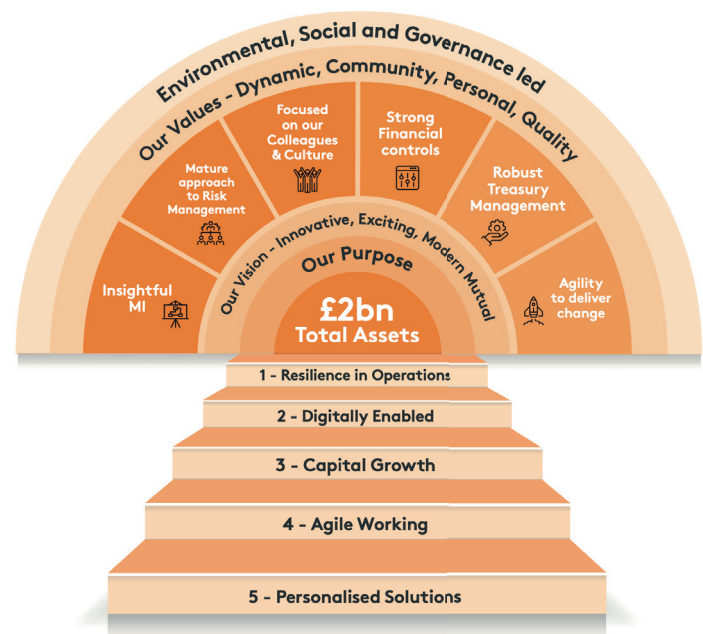 Environmental, Social and Governance led
Our Values - Dynamic, Community, Personal, Quality
Insightful
MI
Mature
approach
to Risk
Management
Focused
on our
Colleagues
& Culture
Strong
Financial
controls
Robust
Treasury
Management
Agility
to deliver
change
Our Vision - Innovative, Exciting, Modern Mutual
Our Purpose
£2bn
Total Assets
1 - Resilience in Operations
2 - Digitally Enabled
3 - Capital Growth
4 - Agile Working
5 - Personalised Solutions